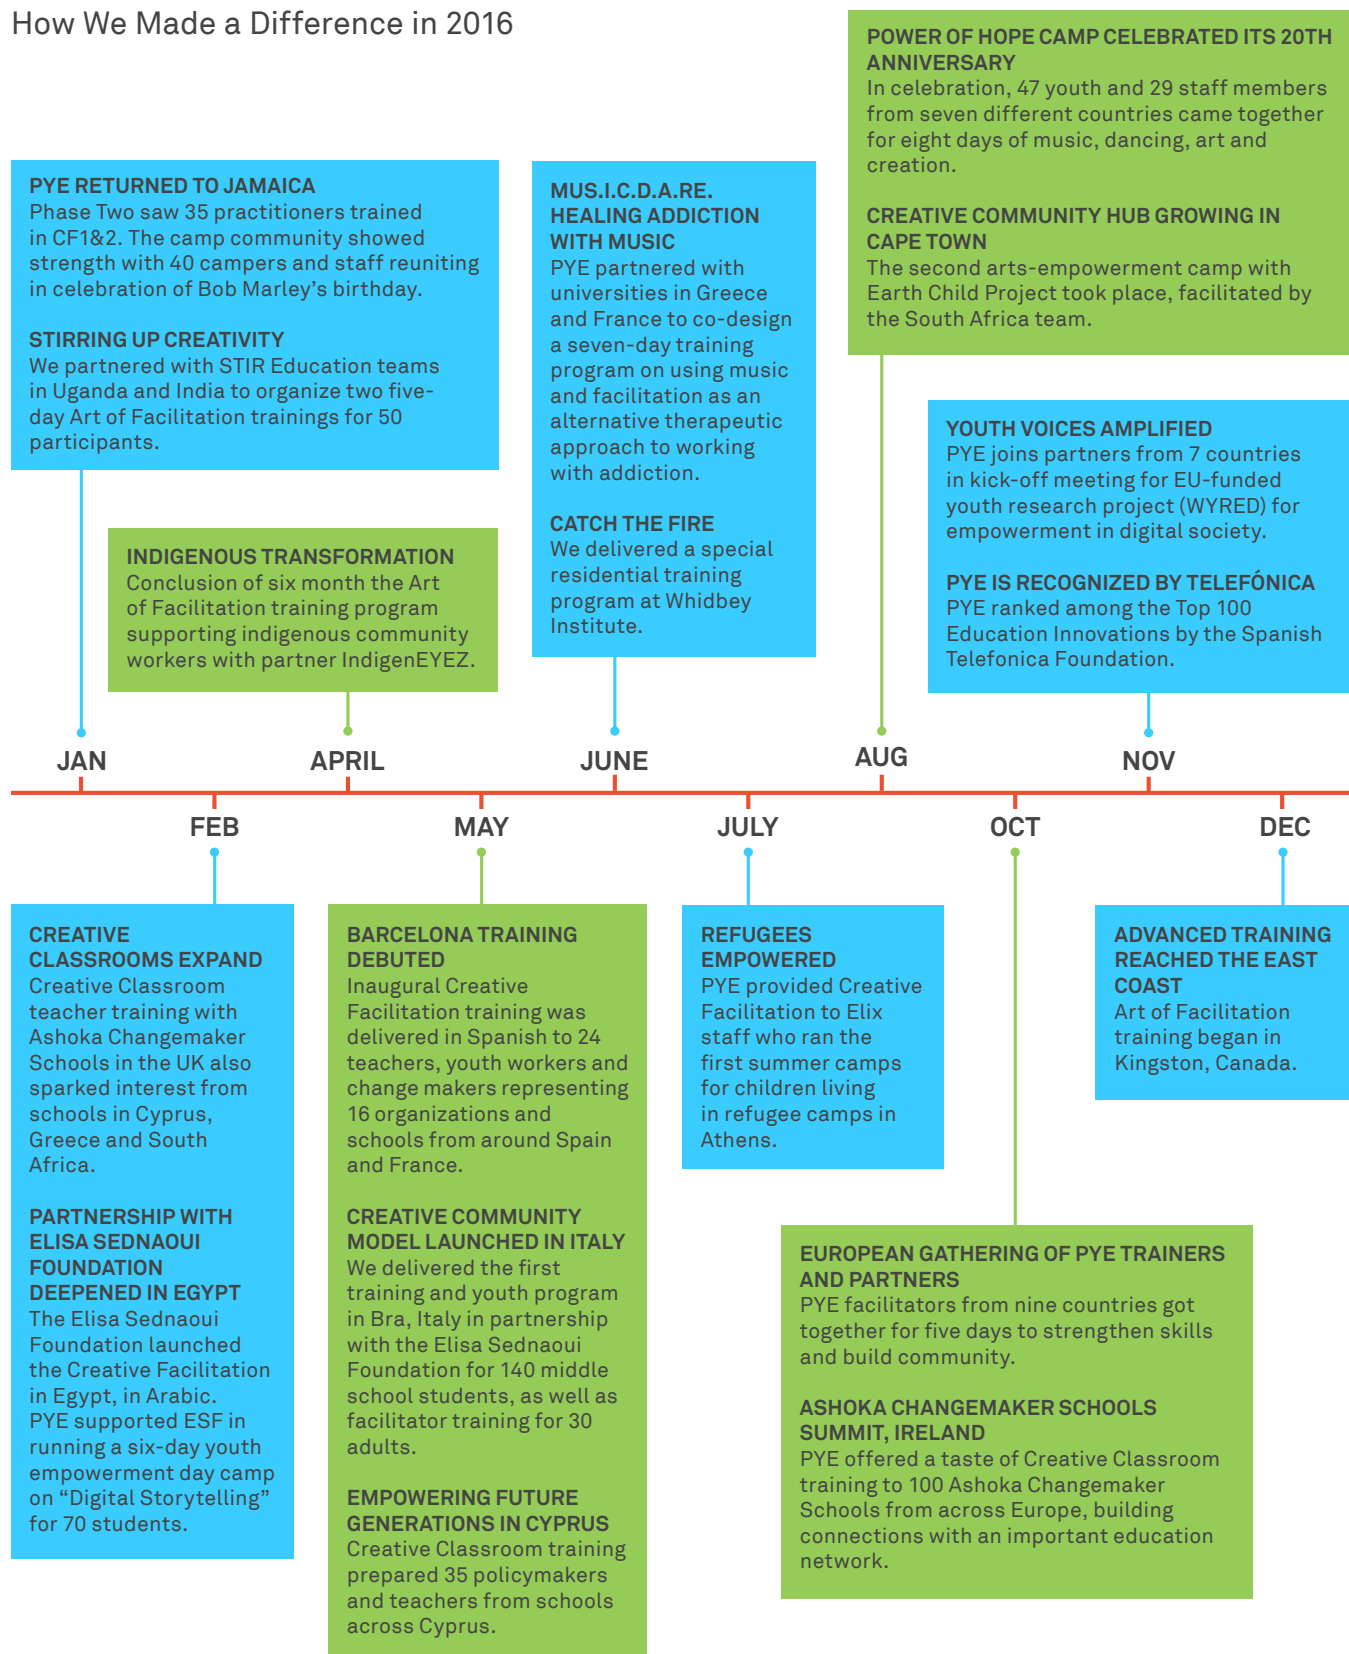 How We Made a Difference in 2016
PYE RETURNED TO JAMAICA
Phase Two saw 35 practitioners trained
in CF1&2. The camp community showed
strength with 40 campers and staff reuniting
in celebration of Bob Marley's birthday.
STIRRING UP CREATIVITY
We partnered with STIR Education teams
in Uganda and India to organize two five-
day Art of Facilitation trainings for 50
participants.
INDIGENOUS TRANSFORMATION
Conclusion of six month the Art
of Facilitation training program
supporting indigenous community
workers with partner IndigenEYEZ.
MUS.I.C.D.A.RE.
HEALING ADDICTION
WITH MUSIC
PYE partnered with
universities in Greece
and France to co-design
a seven-day training
program on using music
and facilitation as an
alternative therapeutic
approach to working
with addiction.
CATCH THE FIRE
We delivered a special
residential training
program at Whidbey
Institute.
POWER OF HOPE CAMP CELEBRATED ITS 20TH
ANNIVERSARY
In celebration, 47 youth and 29 staff members
from seven different countries came together
for eight days of music, dancing, art and
creation.
CREATIVE COMMUNITY HUB GROWING IN
CAPE TOWN
The second arts-empowerment camp with
Earth Child Project took place, facilitated by
the South Africa team.
YOUTH VOICES AMPLIFIED
PYE joins partners from 7 countries
in kick-off meeting for EU-funded
youth research project (WYRED) for
empowerment in digital society.
PYE IS RECOGNIZED BY TELEFÓNICA
PYE ranked among the Top 100
Education Innovations by the Spanish
Telefonica Foundation.
JAN
APRIL
JUNE
AUG
NOV
FEB
MAY
JULY
OCT
DEC
CREATIVE
CLASSROOMS EXPAND
Creative Classroom
teacher training with
Ashoka Changemaker
Schools in the UK also
sparked interest from
schools in Cyprus,
Greece and South
Africa.
PARTNERSHIP WITH
ELISA SEDNAOUI
FOUNDATION
DEEPENED IN EGYPT
The Elisa Sednaoui
Foundation launched
the Creative Facilitation
in Egypt, in Arabic.
PYE supported ESF in
running a six-day youth
empowerment day camp
on “Digital Storytelling”
for 70 students.
BARCELONA TRAINING
DEBUTED
Inaugural Creative
Facilitation training was
delivered in Spanish to 24
teachers, youth workers and
change makers representing
16 organizations and
schools from around Spain
and France.
CREATIVE COMMUNITY
MODEL LAUNCHED IN ITALY
We delivered the first
training and youth program
in Bra, Italy in partnership
with the Elisa Sednaoui
Foundation for 140 middle
school students, as well as
facilitator training for 30
adults.
EMPOWERING FUTURE
GENERATIONS IN CYPRUS
Creative Classroom training
prepared 35 policymakers
and teachers from schools
across Cyprus.
REFUGEES
EMPOWERED
PYE provided Creative
Facilitation to Elix
staff who ran the
first summer camps
for children living
in refugee camps in
Athens.
EUROPEAN GATHERING OF PYE TRAINERS
AND PARTNERS
PYE facilitators from nine countries got
together for five days to strengthen skills
and build community.
ASHOKA CHANGEMAKER SCHOOLS
SUMMIT, IRELAND
PYE offered a taste of Creative Classroom
training to 100 Ashoka Changemaker
Schools from across Europe, building
connections with an important education
network.
ADVANCED TRAINING
REACHED THE EAST
COAST
Art of Facilitation
training began in
Kingston, Canada.